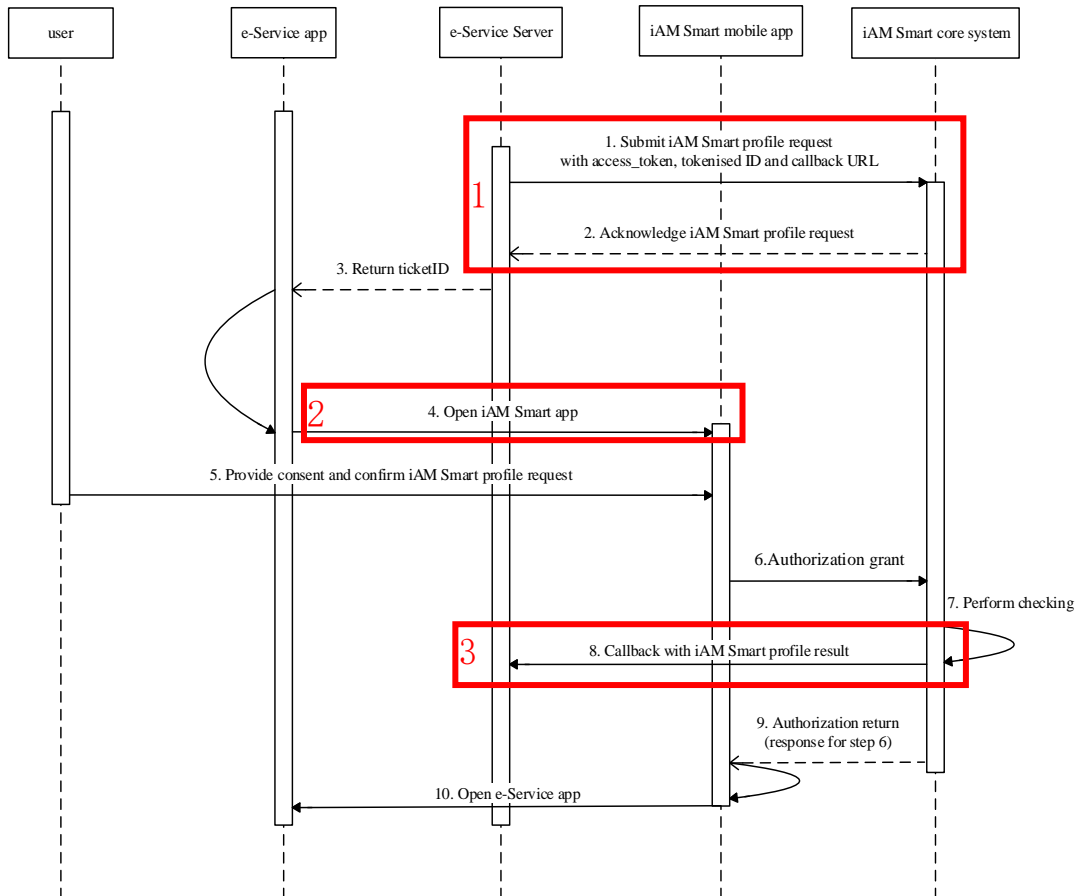 user
e-Service app
e-Service Server
iAM Smart mobile app
iAM Smart core system
1. Submit iAM Smart profile request
with access_token, tokenised ID and callback URL
1
2. Acknowledge iAM Smart profile request
3. Return ticketID
2
4. Open iAM Smart app
5. Provide consent and confirm iAM Smart profile request
6.Authorization grant
7. Perform checking
3
8. Callback with iAM Smart profile result
9. Authorization return
(response for step 6)
10. Open e-Service app